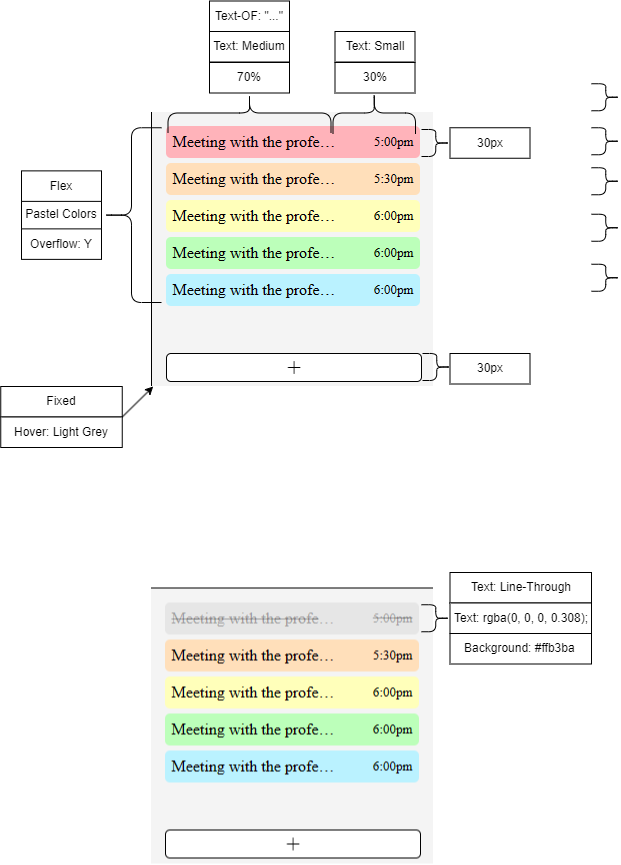 Text-OF: "..."
Text: Medium
Text: Small
70%
30%
Meeting with the profe…
5:00pm
30px
Meeting with the profe…
5:30pm
Flex
Pastel Colors
Overflow: Y
Meeting with the profe…
6:00pm
Meeting with the profe…
6:00pm
Meeting with the profe…
6:00pm
+
30px
Fixed
Hover: Light Grey
Text: Line-Through
Text: rgba(0, 0, 0, 0.308);
Background: #ffb3ba
Meeting with the profe…
5:00pm
Meeting with the profe…
5:30pm
Meeting with the profe…
6:00pm
Meeting with the profe…
6:00pm
Meeting with the profe…
6:00pm
+